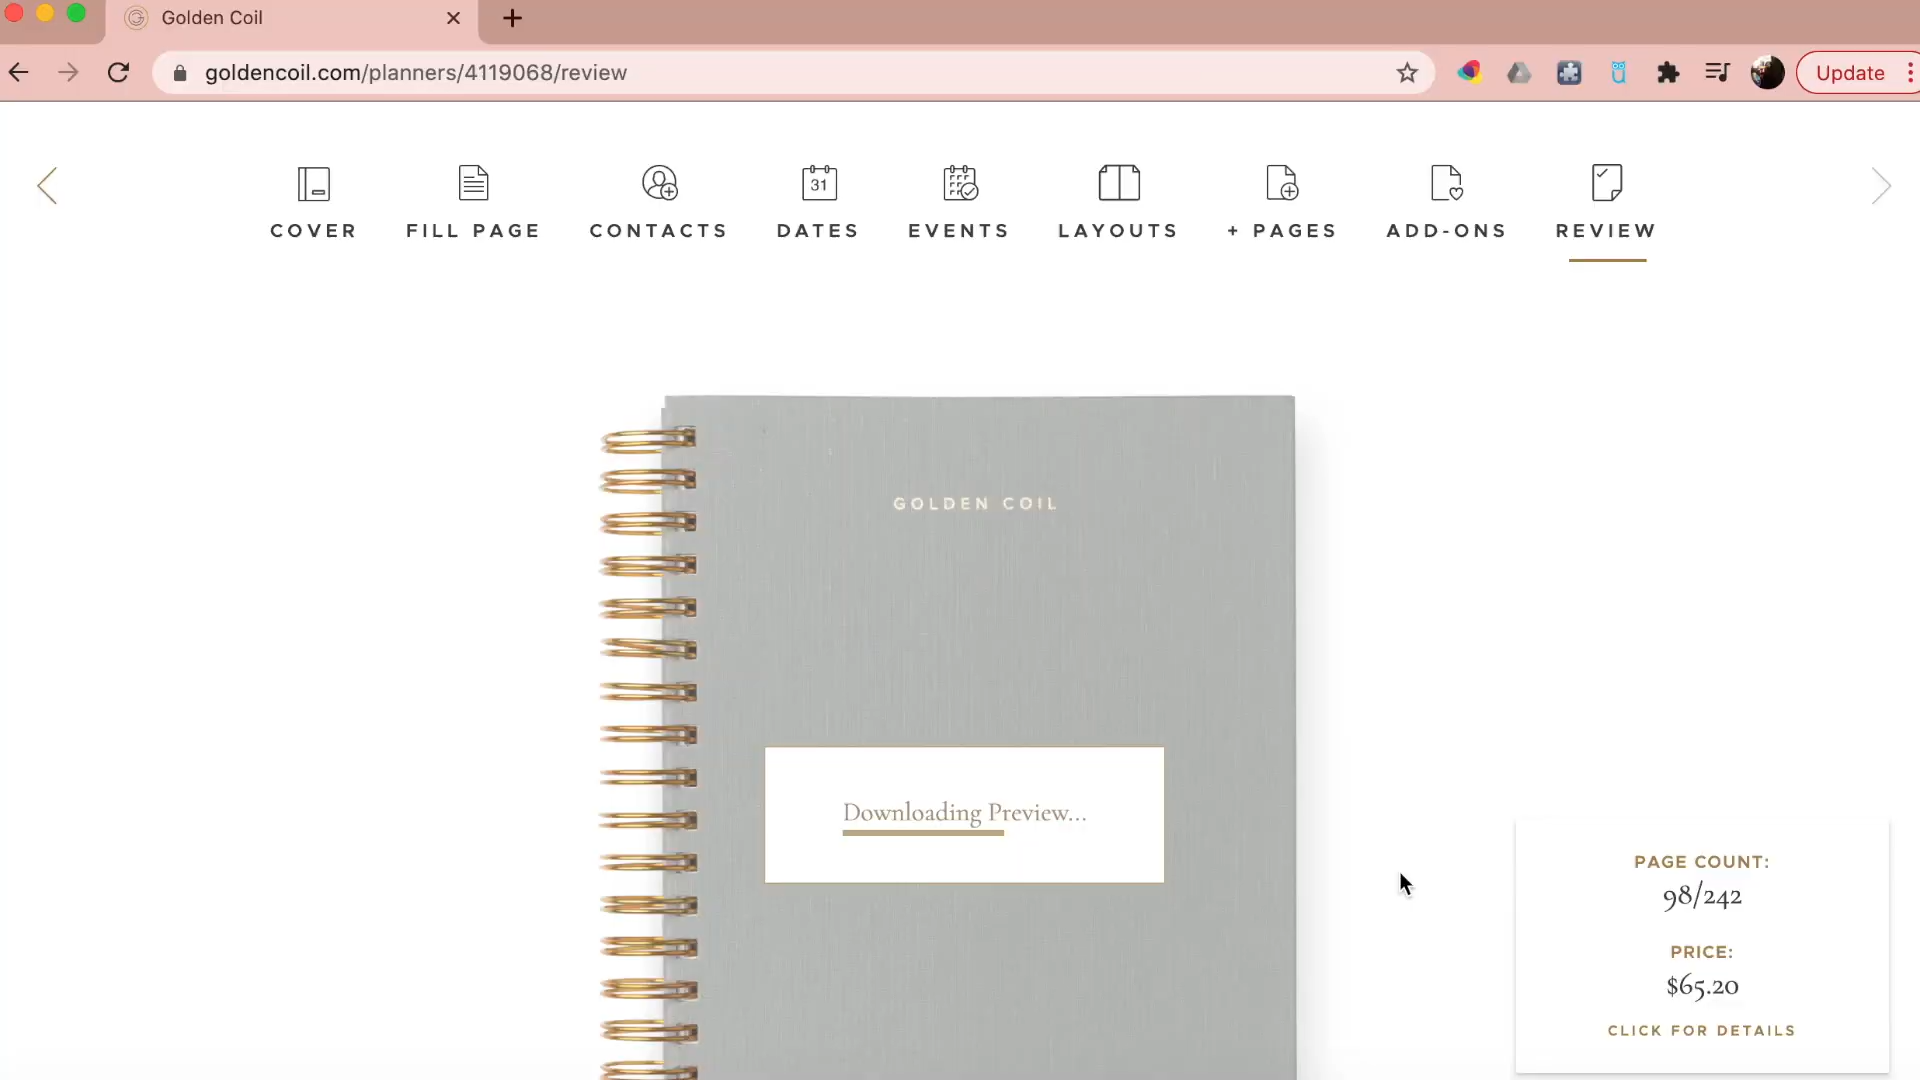 Golden Coil
goldencoil.com/planners/4119068/review
Update
31
COVER
FILL PAGE
CONTACTS
DATES
EVENTS
LAYOUTS
+ PAGES
ADD-ONS
REVIEW
GOLDEN COIL
Downloading Preview...
PAGE COUNT:
98/242
PRICE:
$65.20
CLICK FOR DETAILS